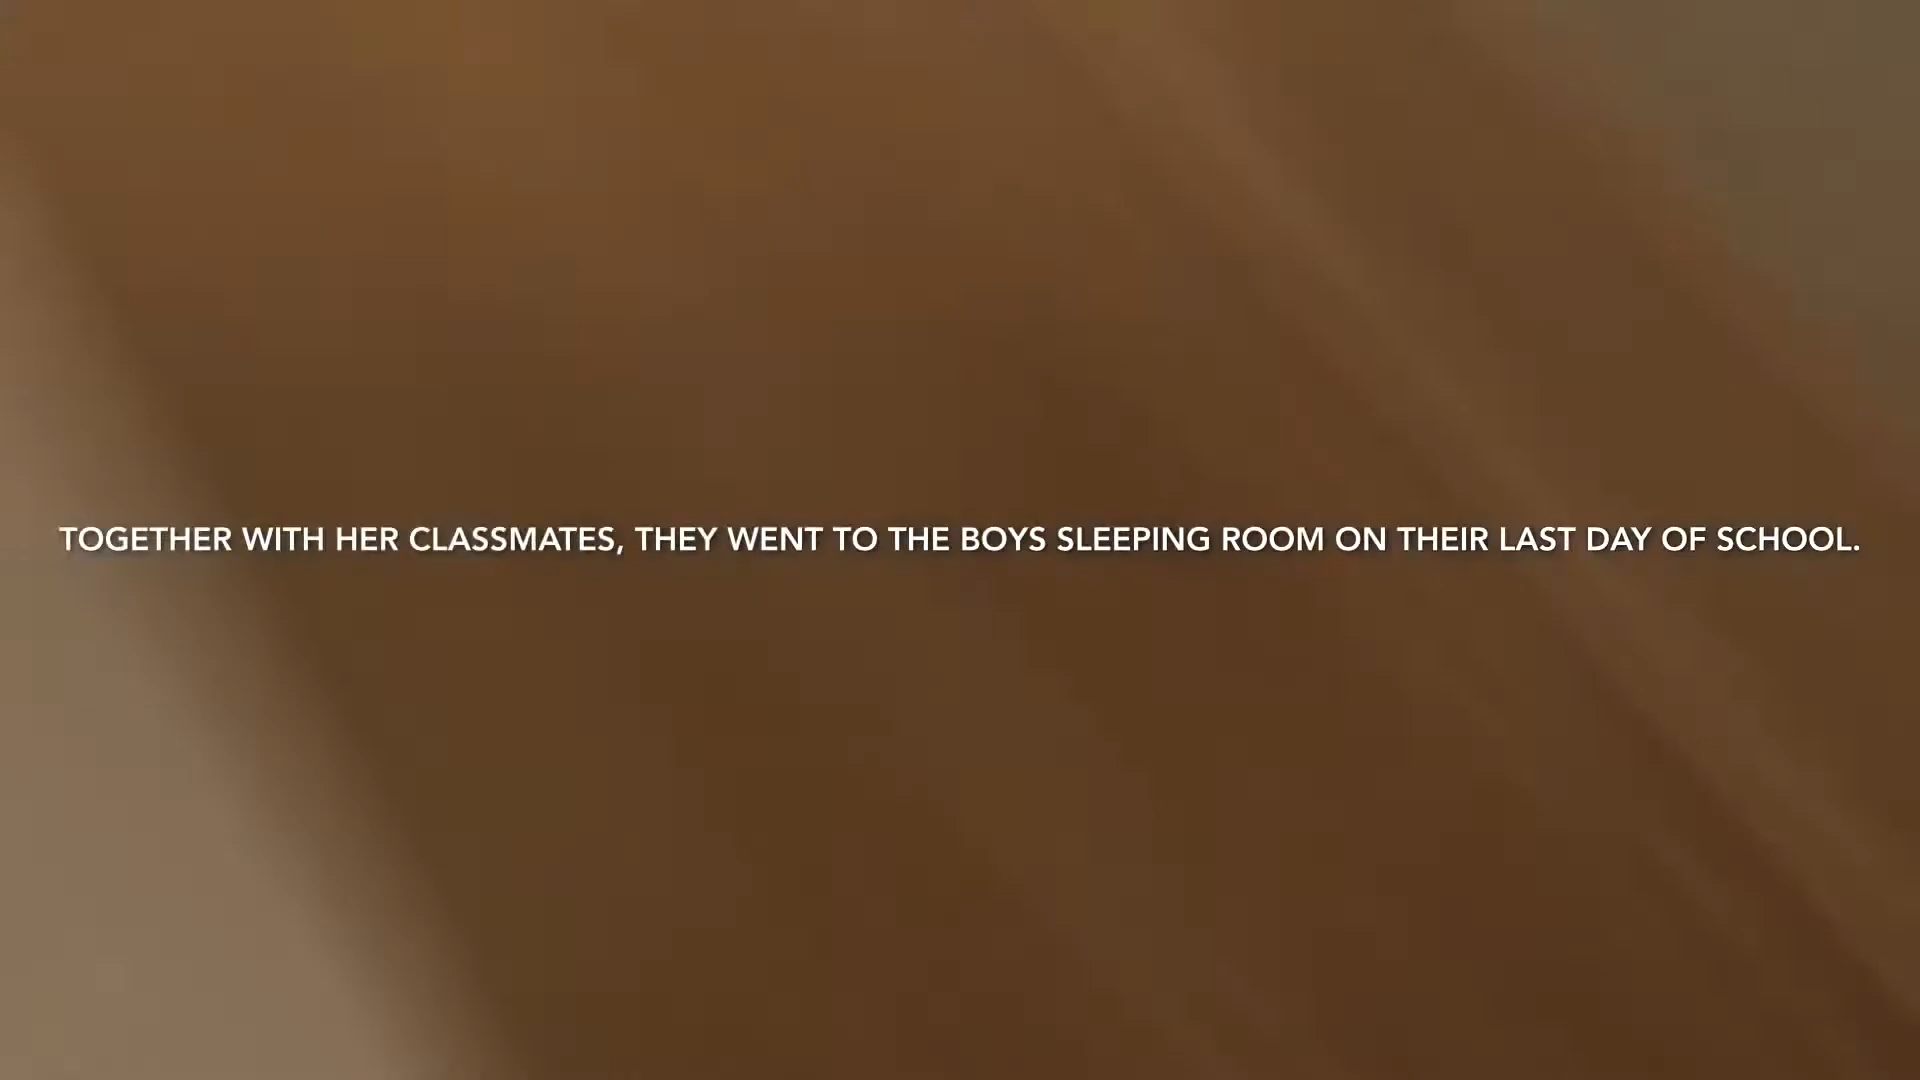 TOGETHER WITH HER CLASSMATES, THEY WENT TO THE BOYS SLEEPING ROOM ON THEIR LAST DAY OF SCHOOL.